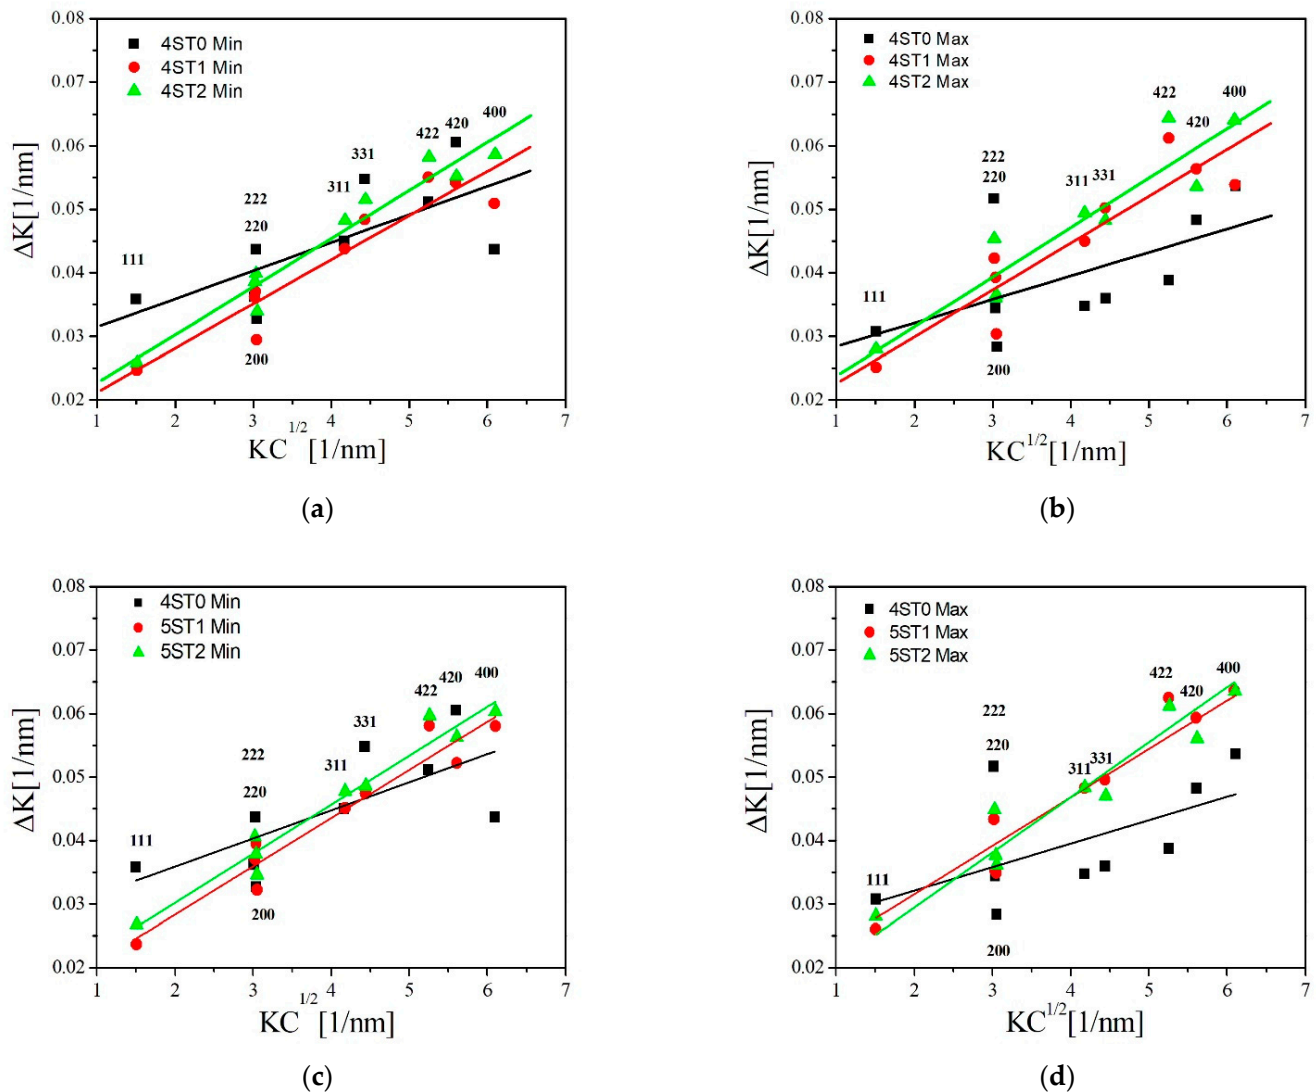 0.08
0.07
0.06
0.05
0.04
0.03
0.02
ΔK[1/nm]
4ST0 Min
4ST1 Min
4ST2 Min
111
222
220
200
311
331
422
420
400
1 2 3 4 5 6 7
KC^1/2 [1/nm]
(a)
0.08
0.07
0.06
0.05
0.04
0.03
0.02
ΔK[1/nm]
4ST0 Max
4ST1 Max
4ST2 Max
111
222
220
200
311 331
422
420
400
1 2 3 4 5 6 7
KC^1/2[1/nm]
(b)
0.08
0.07
0.06
0.05
0.04
0.03
0.02
ΔK[1/nm]
4ST0 Min
5ST1 Min
5ST2 Min
111
222
220
200
311
331
422
420
400
1 2 3 4 5 6 7
KC^1/2 [1/nm]
(c)
0.08
0.07
0.06
0.05
0.04
0.03
0.02
ΔK[1/nm]
4ST0 Max
5ST1 Max
5ST2 Max
111
222
220
200
311 331
422
420
400
1 2 3 4 5 6 7
KC^1/2[1/nm]
(d)